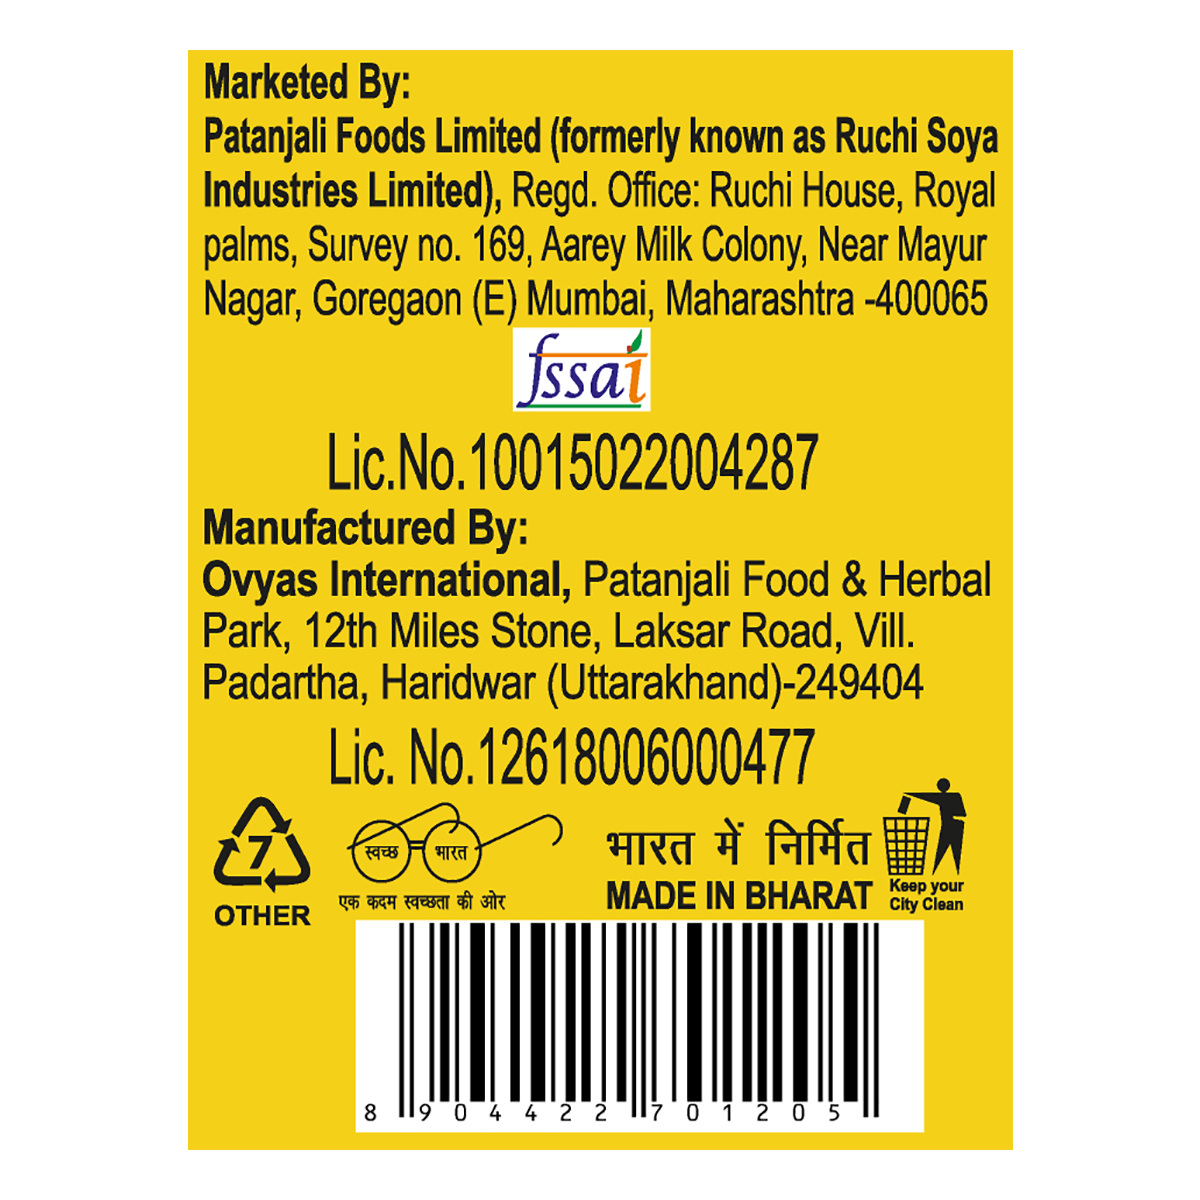 Marketed By:
Patanjali Foods Limited (formerly known as Ruchi Soya
Industries Limited), Regd. Office: Ruchi House, Royal
palms, Survey no. 169, Aarey Milk Colony, Near Mayur
Nagar, Goregaon (E) Mumbai, Maharashtra -400065
fssai
Lic.No.10015022004287
Manufactured By:
Ovyas International, Patanjali Food & Herbal
Park, 12th Miles Stone, Laksar Road, Vill.
Padartha, Haridwar (Uttarakhand)-249404
Lic. No.12618006000477
7
OTHER
स्वच्छ भारत
एक कदम स्वच्छता की ओर
भारत में निर्मित
MADE IN BHARAT
Keep your
City Clean
8 904422 701205